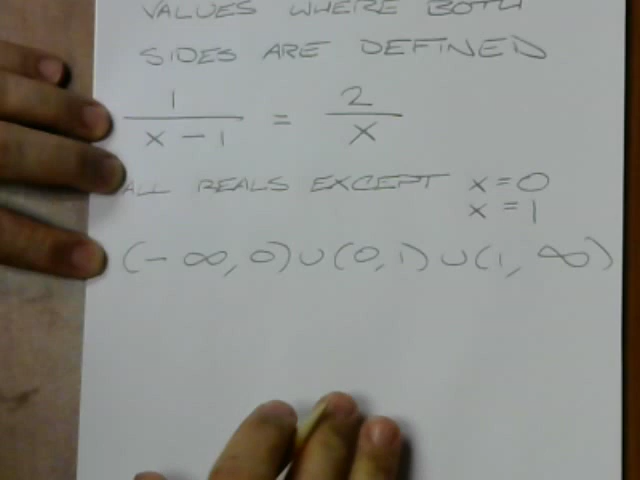 VALUES WHERE BOTH
SIDES ARE DEFINED
1/(x - 1) = 2/x
ALL REALS EXCEPT x = 0
x = 1
(- ∞, 0) ∪ (0, 1) ∪ (1, ∞)